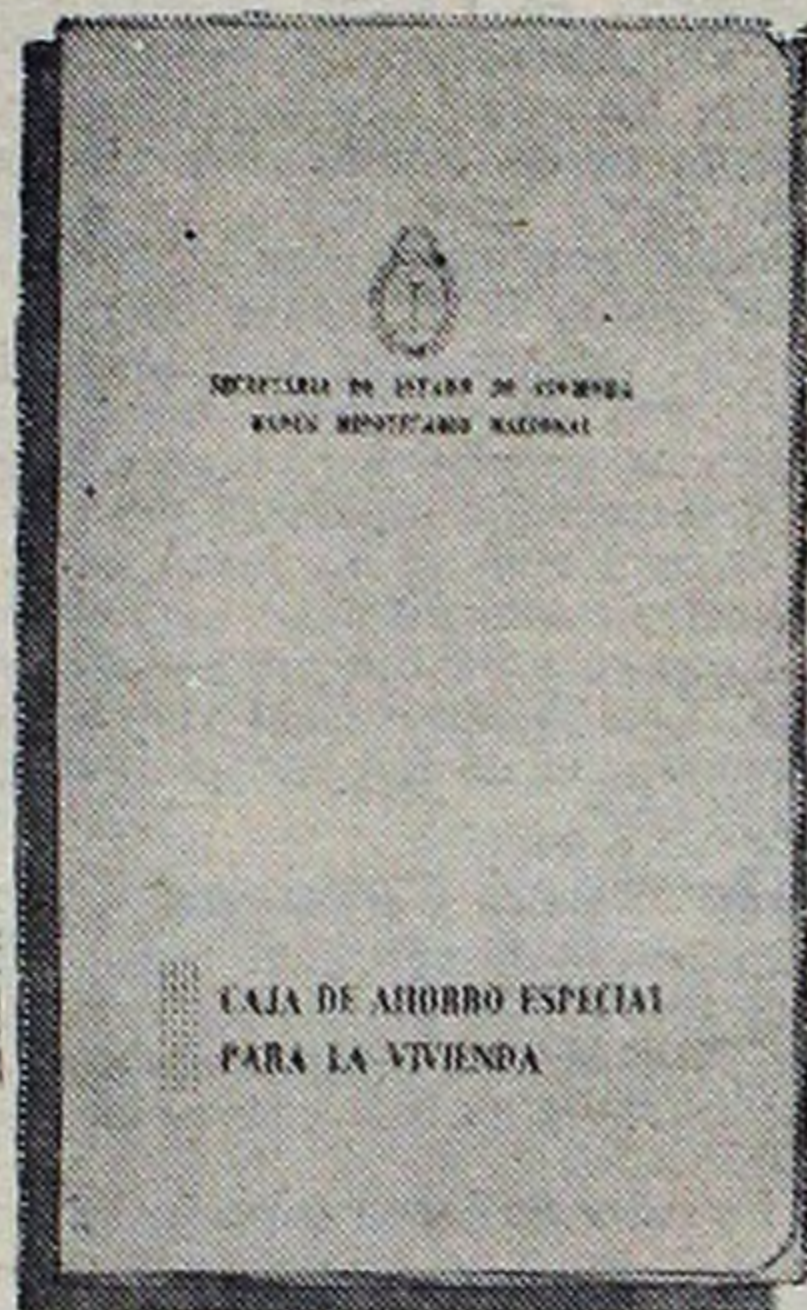 SECRETARIA DE ESTADO DE VIVIENDA
BANCO HIPOTECARIO NACIONAL
CAJA DE AHORRO ESPECIAL
PARA LA VIVIENDA